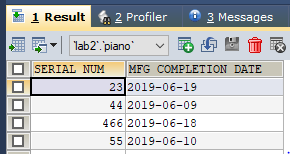 1 Result 2 Profiler 3 Messages
'lab2'.'piano'
SERIAL NUM MFG COMPLETION DATE
23 2019-06-19
44 2019-06-09
466 2019-06-18
55 2019-06-10